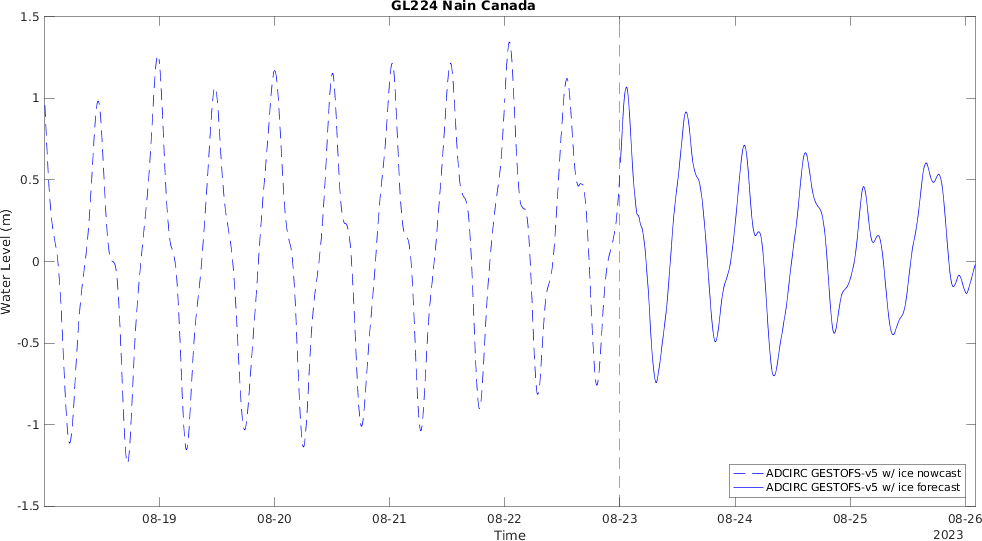 GL224 Nain Canada
1.5
1
0.5
0
-0.5
-1
-1.5
Water Level (m)
08-19 08-20 08-21 08-22 08-23 08-24 08-25 08-26
Time
2023
ADCIRC GESTOFS-v5 w/ ice nowcast
ADCIRC GESTOFS-v5 w/ ice forecast